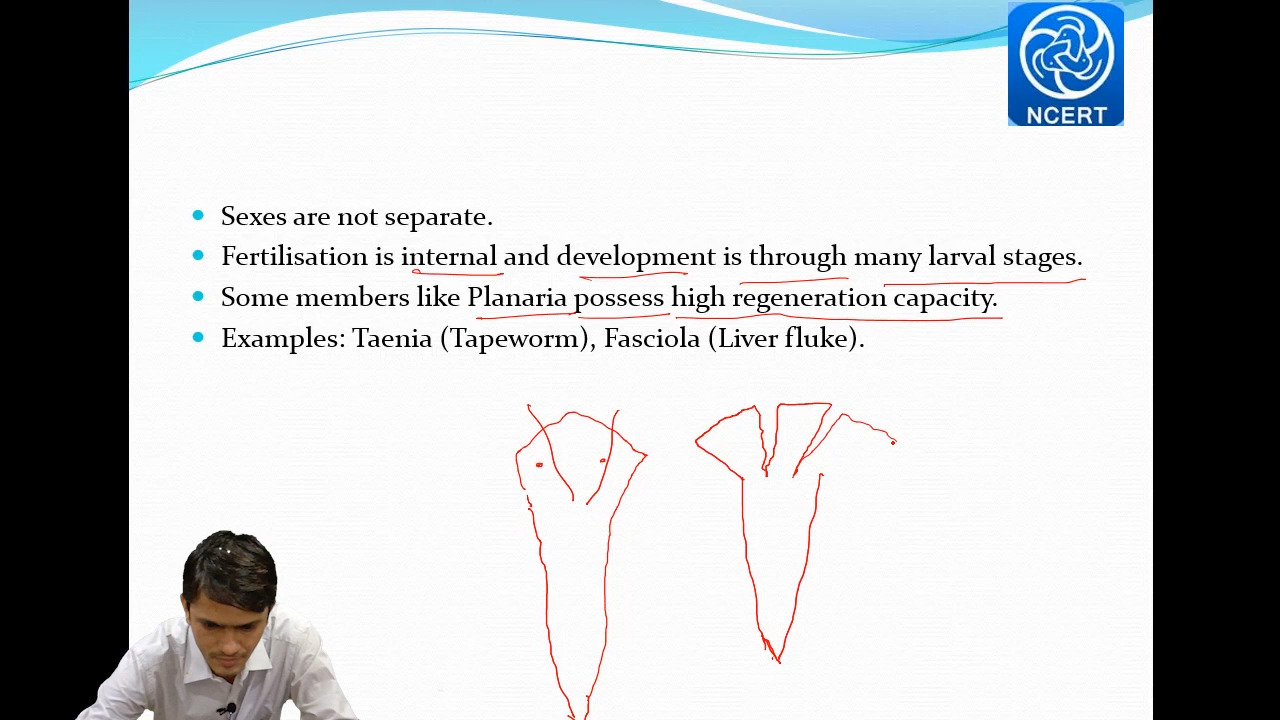 NCERT
Sexes are not separate.
Fertilisation is internal and development is through many larval stages.
Some members like Planaria possess high regeneration capacity.
Examples: Taenia (Tapeworm), Fasciola (Liver fluke).